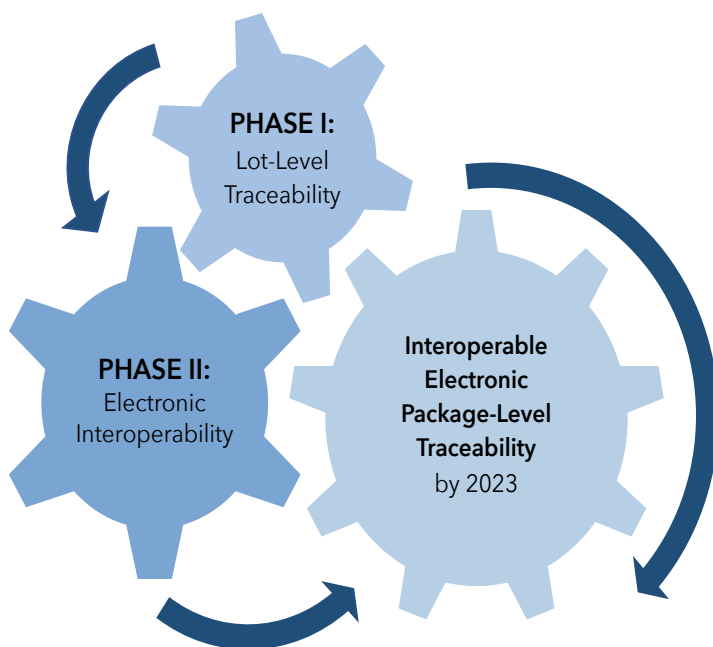 PHASE I:
Lot-Level
Traceability
PHASE II:
Electronic
Interoperability
Interoperable
Electronic
Package-Level
Traceability
by 2023